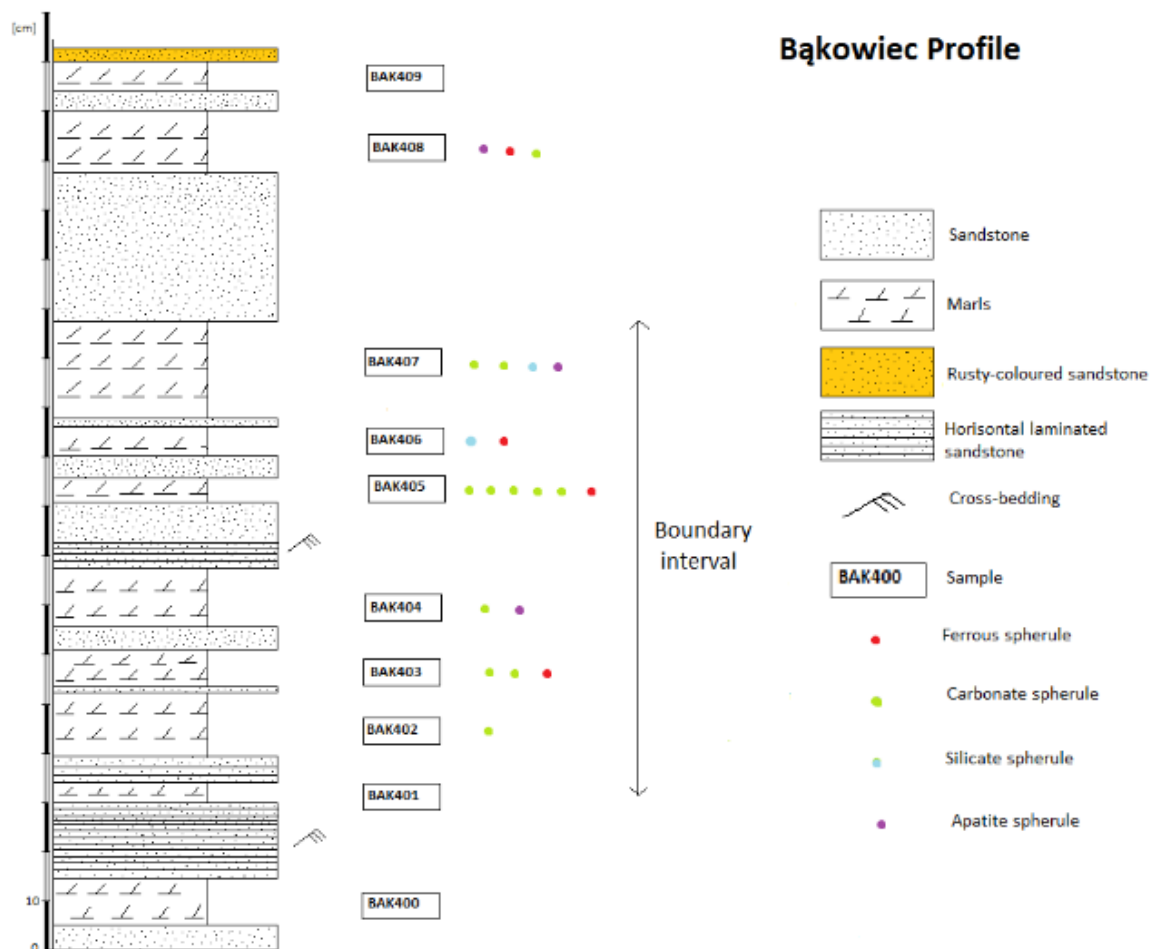 [cm]
Bąkowiec Profile
BAK409
BAK408
Sandstone
Marls
BAK407
Rusty-coloured sandstone
BAK406
Horisontal laminated
sandstone
BAK405
Cross-bedding
Boundary
interval
BAK400
Sample
BAK404
Ferrous spherule
BAK403
Carbonate spherule
BAK402
Silicate spherule
BAK401
Apatite spherule
10
BAK400
0